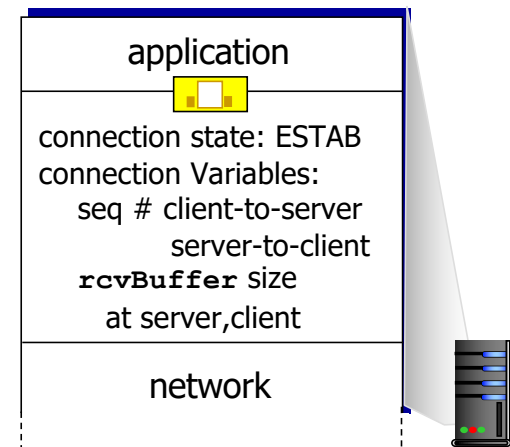 application
connection state: ESTAB
connection Variables:
seq # client-to-server
server-to-client
rcvBuffer size
at server,client
network